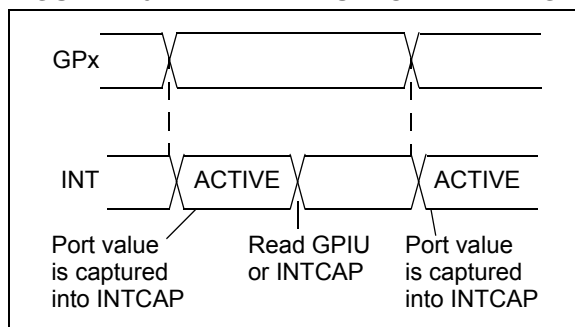 GPx
INT
ACTIVE
ACTIVE
Port value
is captured
into INTCAP
Read GPIU
or INTCAP
Port value
is captured
into INTCAP